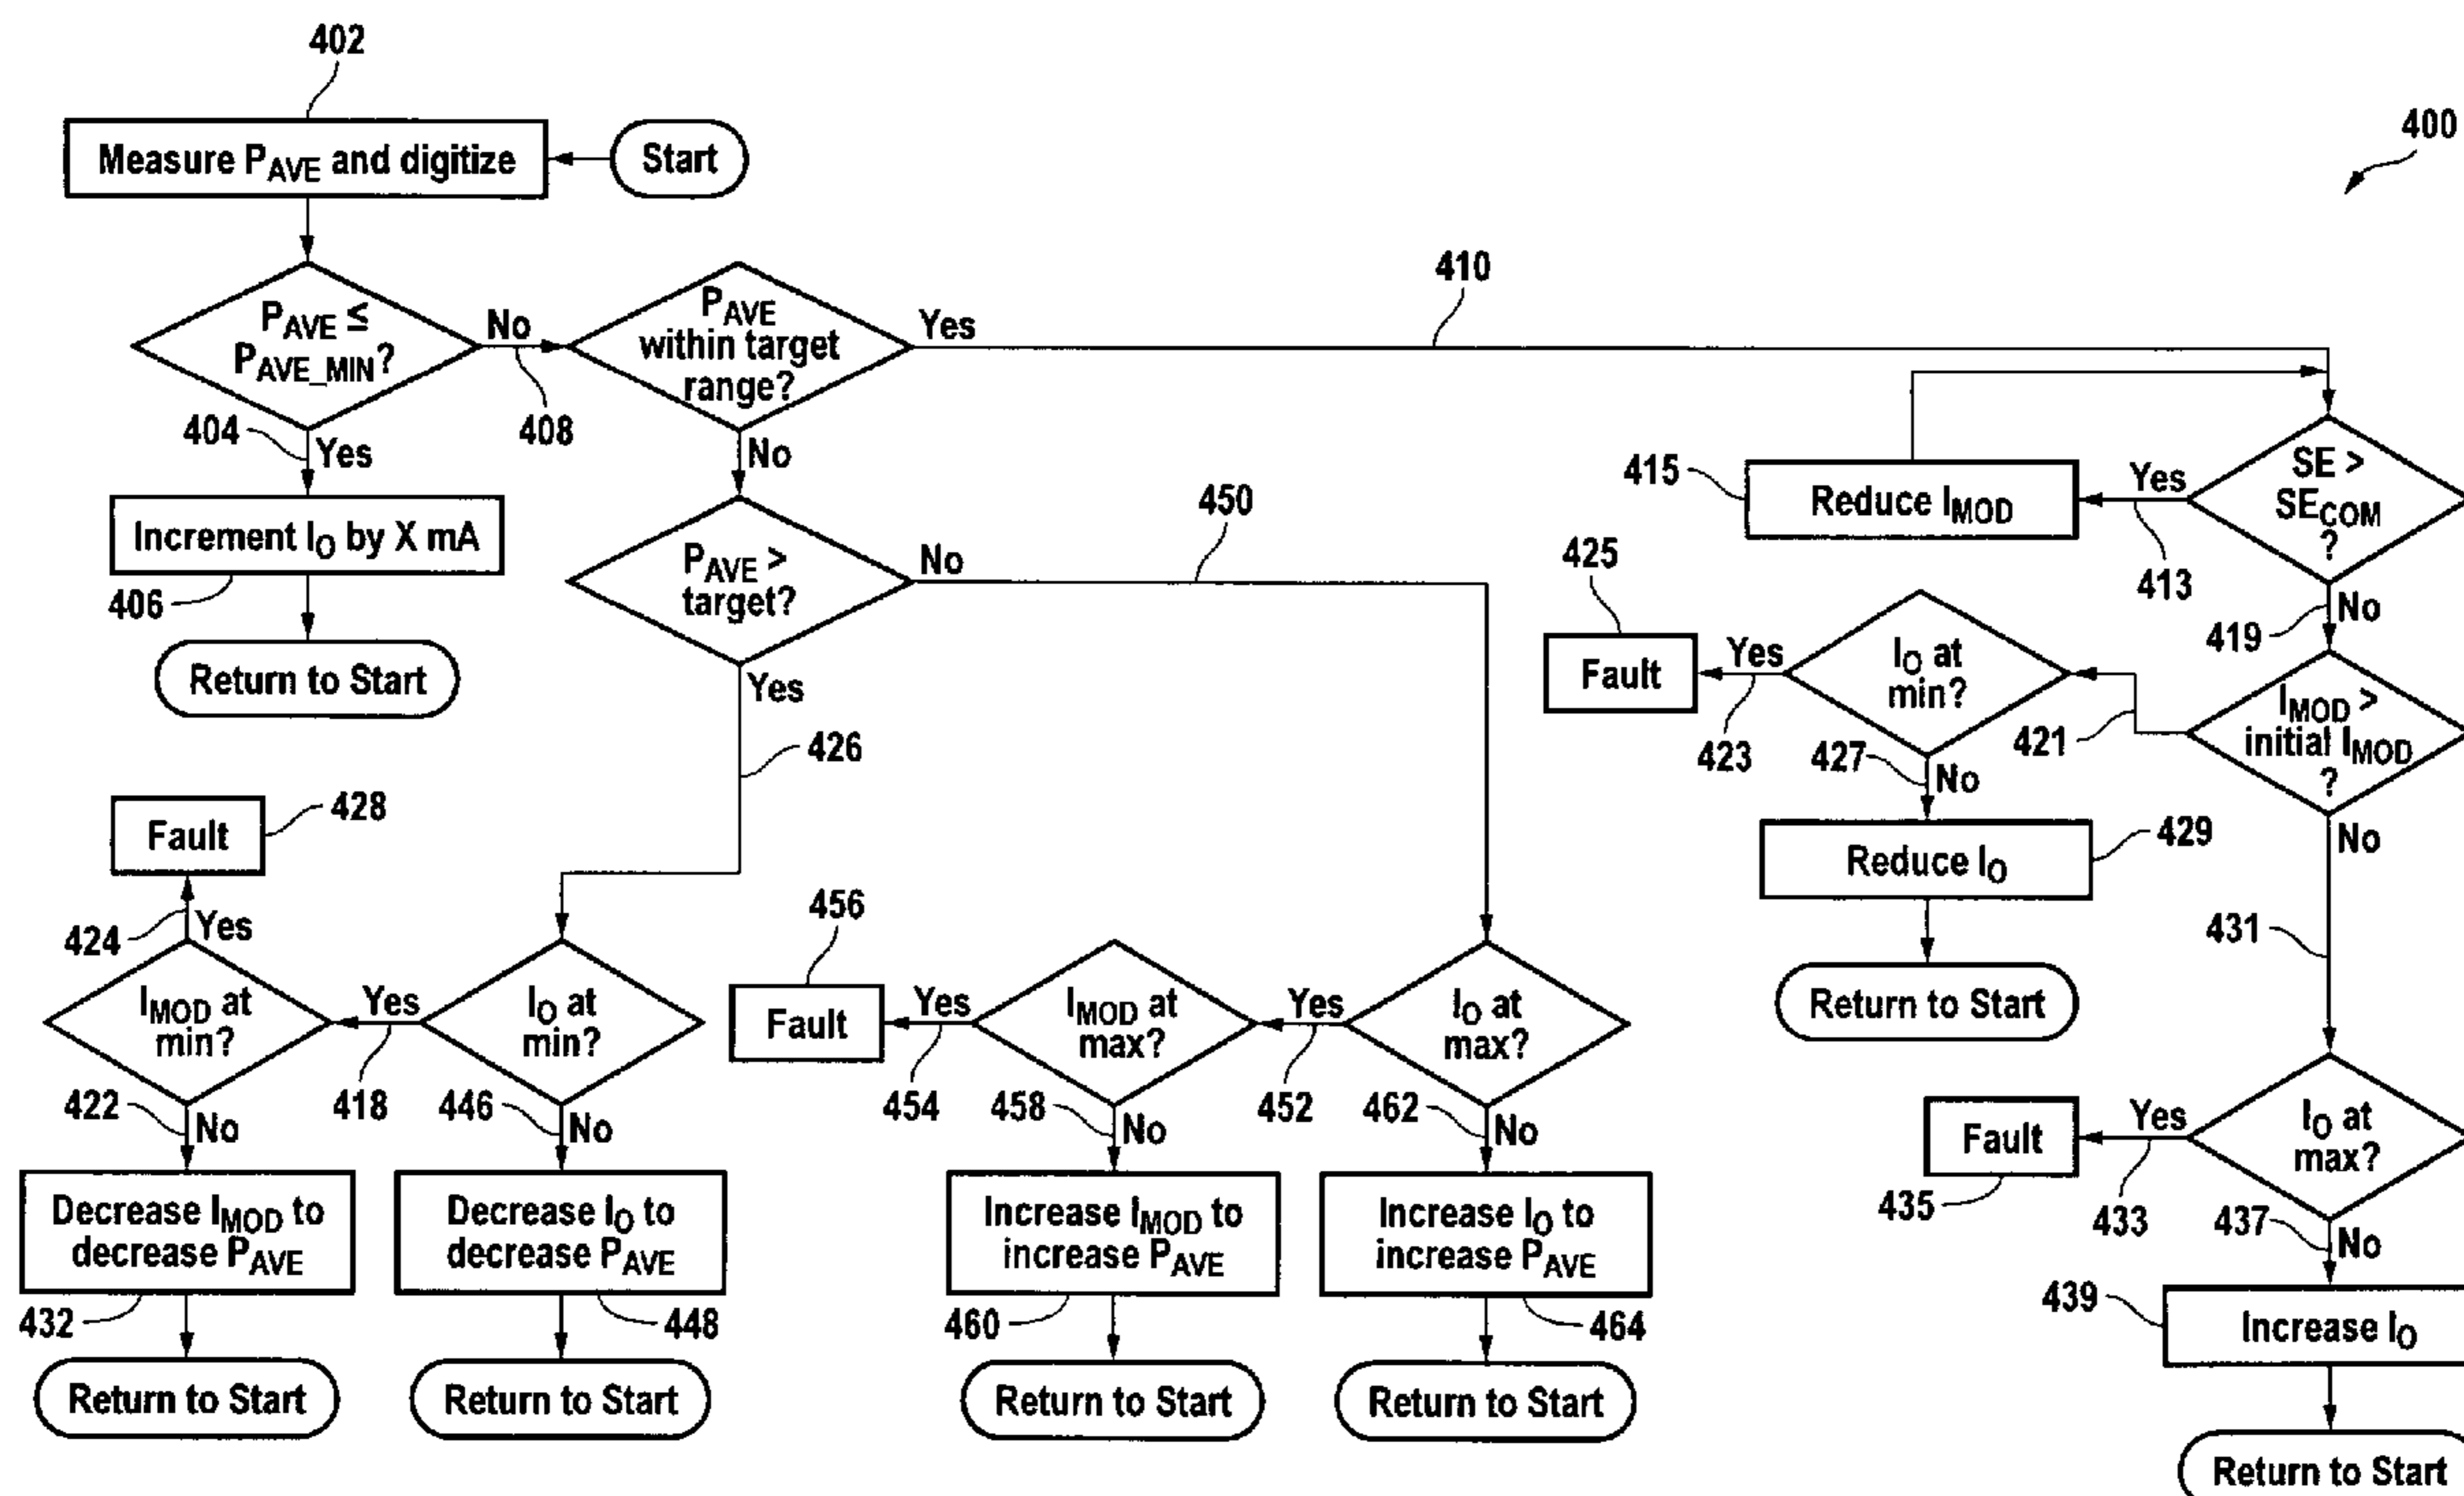 402
400
Measure PAVE and digitize
Start
410
PAVE ≤
PAVE_MIN?
No
408
PAVE
within target
range?
Yes
404
Yes
No
Increment IO by X mA
406
Return to Start
PAVE >
target?
No
450
Yes
426
415
Reduce IMOD
Yes
413
SE >
SECOM
?
No
419
425
Fault
Yes
423
IO at
min?
421
IMOD >
initial IMOD
?
427
No
No
Reduce IO
429
Return to Start
431
428
Fault
424
Yes
IMOD at
min?
Yes
418
IO at
min?
422
No
446
No
Decrease IMOD to
decrease PAVE
432
Return to Start
Decrease IO to
decrease PAVE
448
Return to Start
456
Fault
Yes
454
IMOD at
max?
Yes
452
IO at
max?
458
No
462
No
Increase IMOD to
increase PAVE
460
Return to Start
Increase IO to
increase PAVE
464
Return to Start
Fault
435
Yes
433
IO at
max?
437
No
439
Increase IO
Return to Start